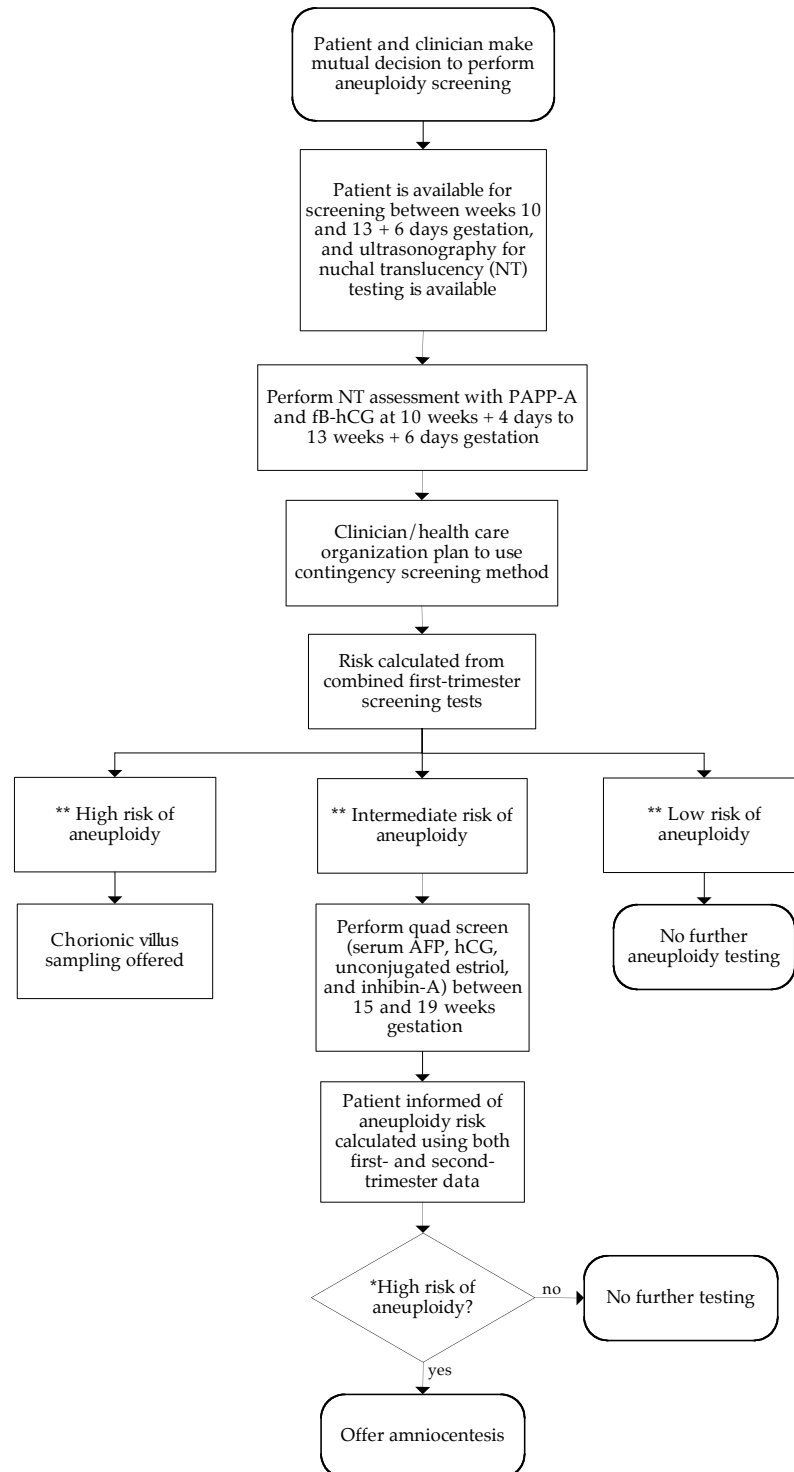 Patient and clinician make
mutual decision to perform
aneuploidy screening
Patient is available for
screening between weeks 10
and 13 + 6 days gestation,
and ultrasonography for
nuchal translucency (NT)
testing is available
Perform NT assessment with PAPP-A
and fB-hCG at 10 weeks + 4 days to
13 weeks + 6 days gestation
Clinician/health care
organization plan to use
contingency screening method
Risk calculated from
combined first-trimester
screening tests
** High risk of
aneuploidy
** Intermediate risk of
aneuploidy
** Low risk of
aneuploidy
Chorionic villus
sampling offered
Perform quad screen
(serum AFP, hCG,
unconjugated estriol,
and inhibin-A) between
15 and 19 weeks
gestation
No further
aneuploidy testing
Patient informed of
aneuploidy risk
calculated using both
first- and second-
trimester data
*High risk of
aneuploidy?
no
No further testing
yes
Offer amniocentesis